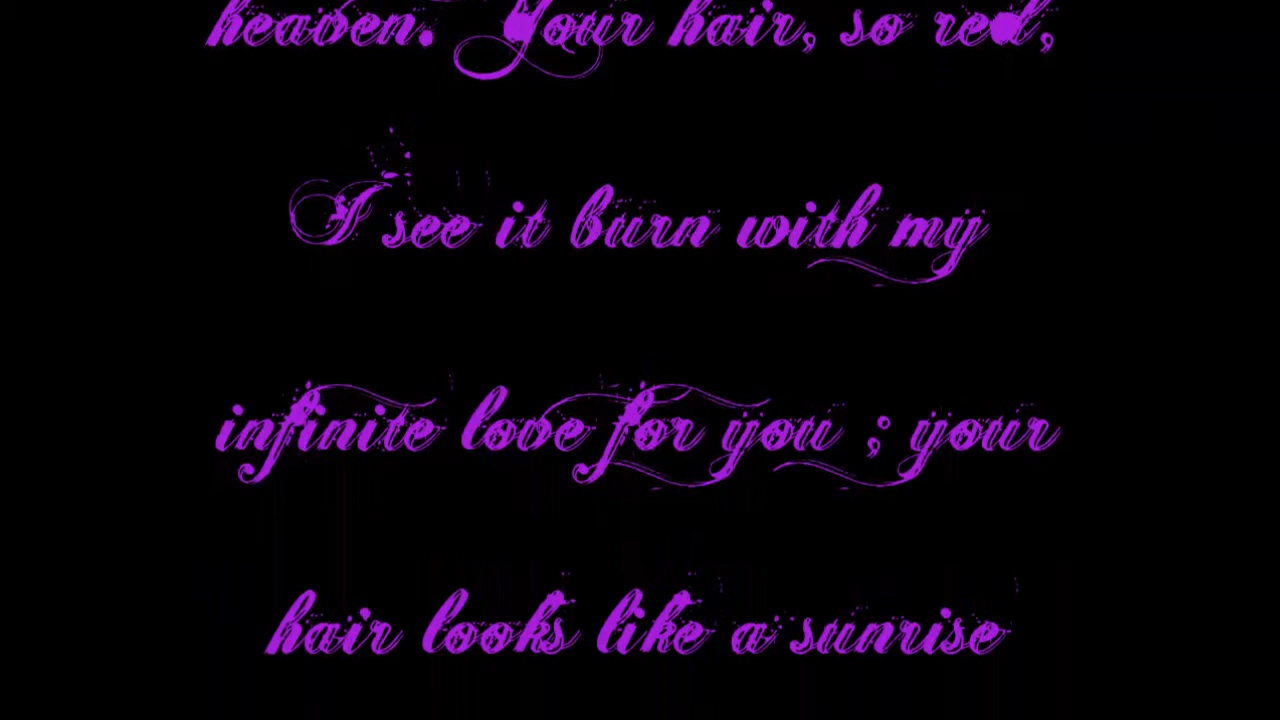 heaven. Your hair, so red,
I see it burn with my
infinite love for you ; your
hair looks like a sunrise